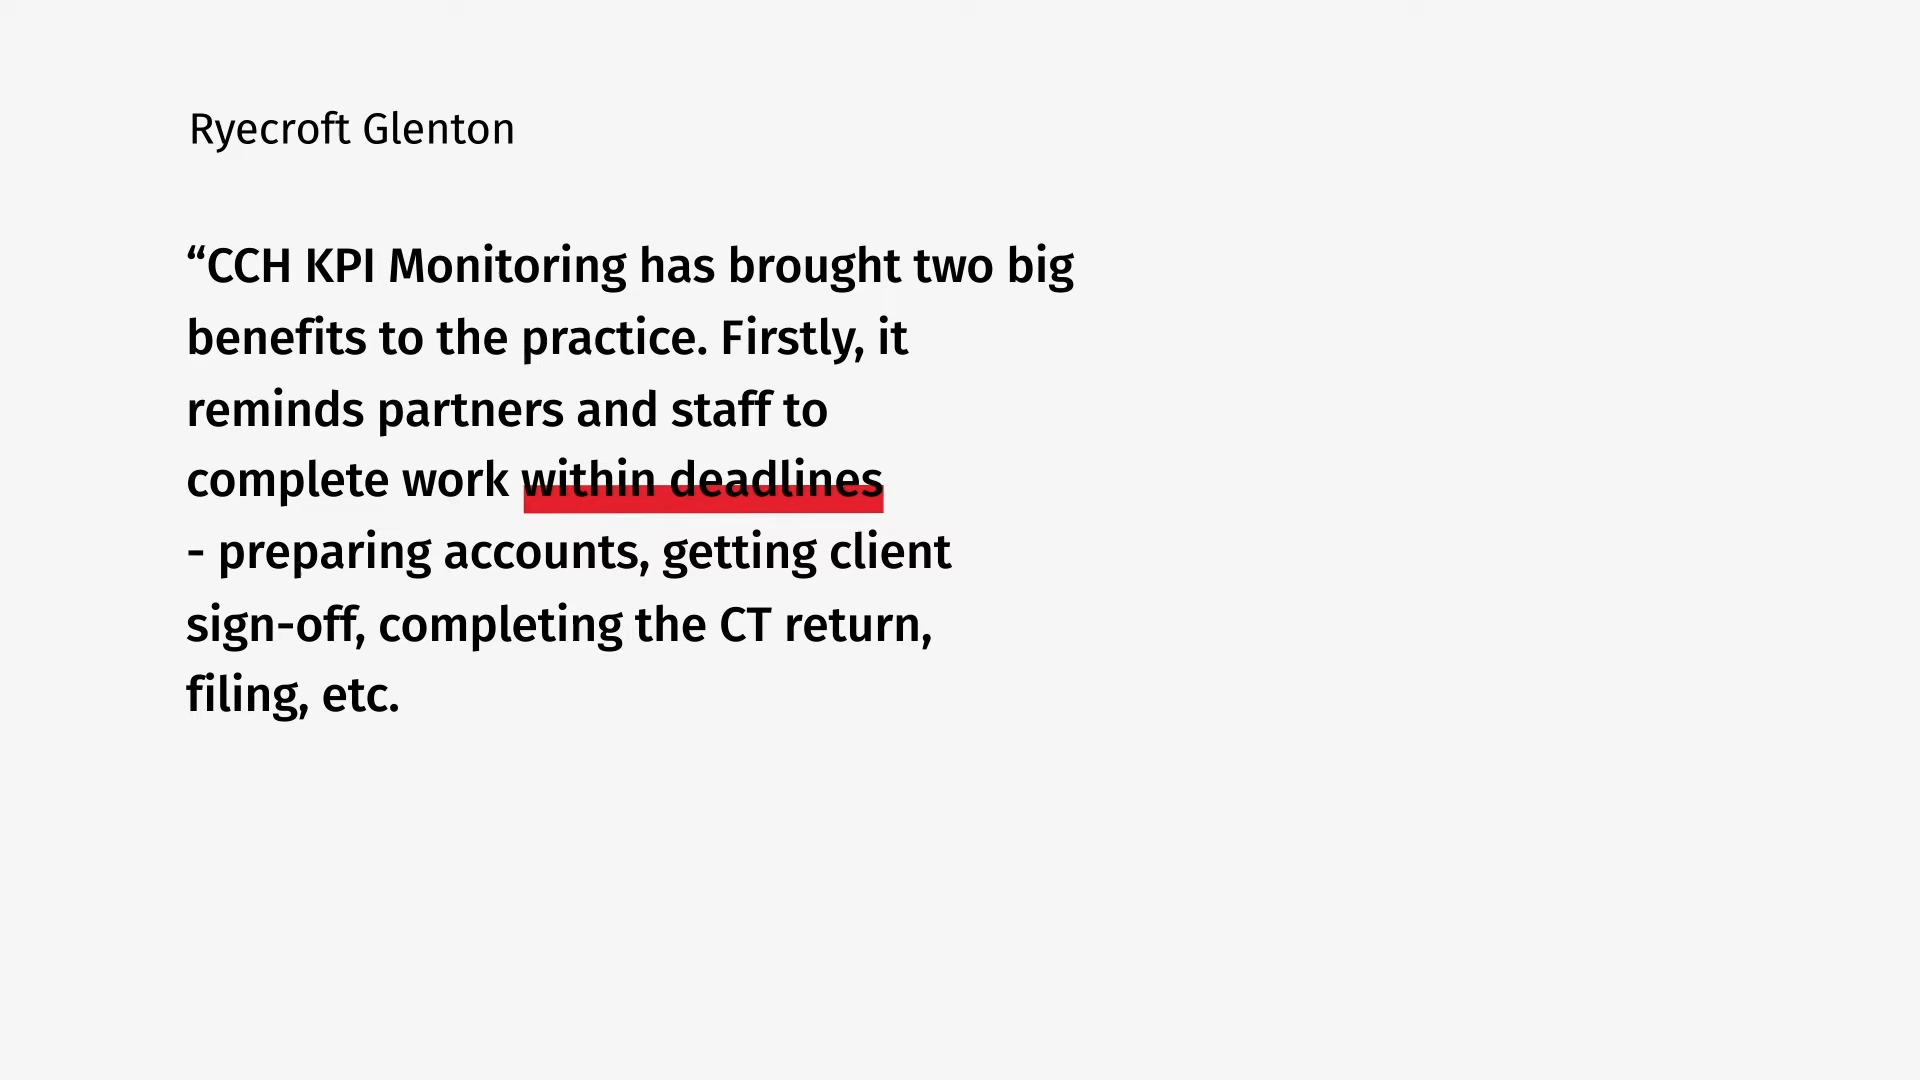 Ryecroft Glenton
“CCH KPI Monitoring has brought two big
benefits to the practice. Firstly, it
reminds partners and staff to
complete work within deadlines
- preparing accounts, getting client
sign-off, completing the CT return,
filing, etc.